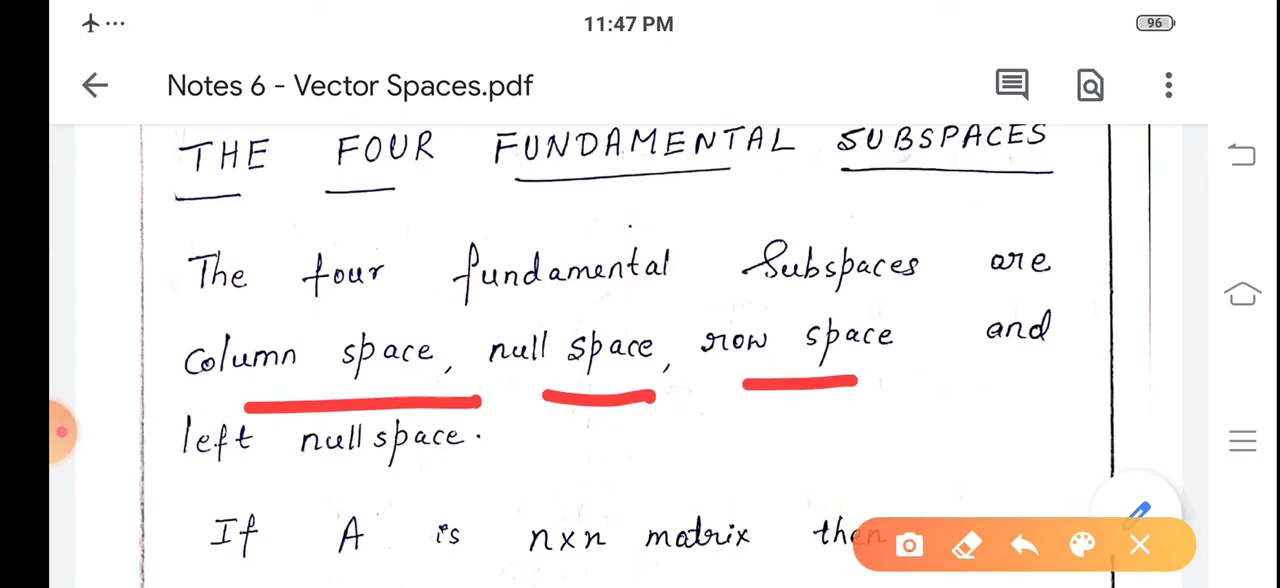 11:47 PM
96
Notes 6 - Vector Spaces.pdf
THE FOUR FUNDAMENTAL SUBSPACES
The four fundamental Subspaces are
column space, null space, row space and
left null space.
If A is nxn matrix then